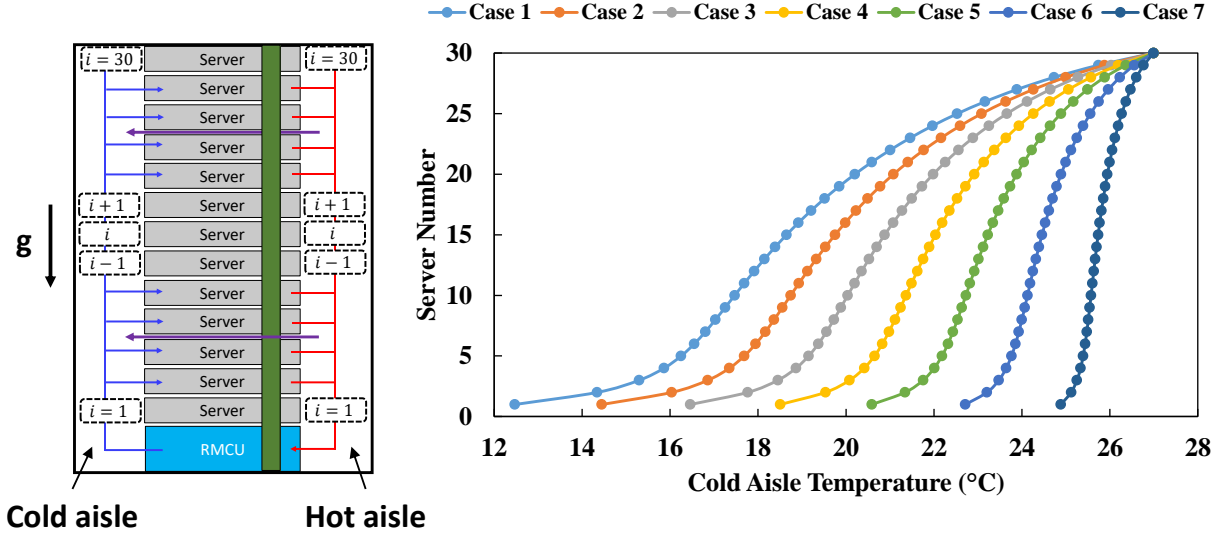 Case 1 Case 2 Case 3 Case 4 Case 5 Case 6 Case 7
i = 30 Server i = 30
Server
Server
Server
Server
i + 1 Server i + 1
g i Server i
i − 1 Server i − 1
Server
Server
Server
Server
i = 1 Server i = 1
RMCU
Cold aisle Hot aisle
Server Number
30
25
20
15
10
5
0
12 14 16 18 20 22 24 26 28
Cold Aisle Temperature (°C)